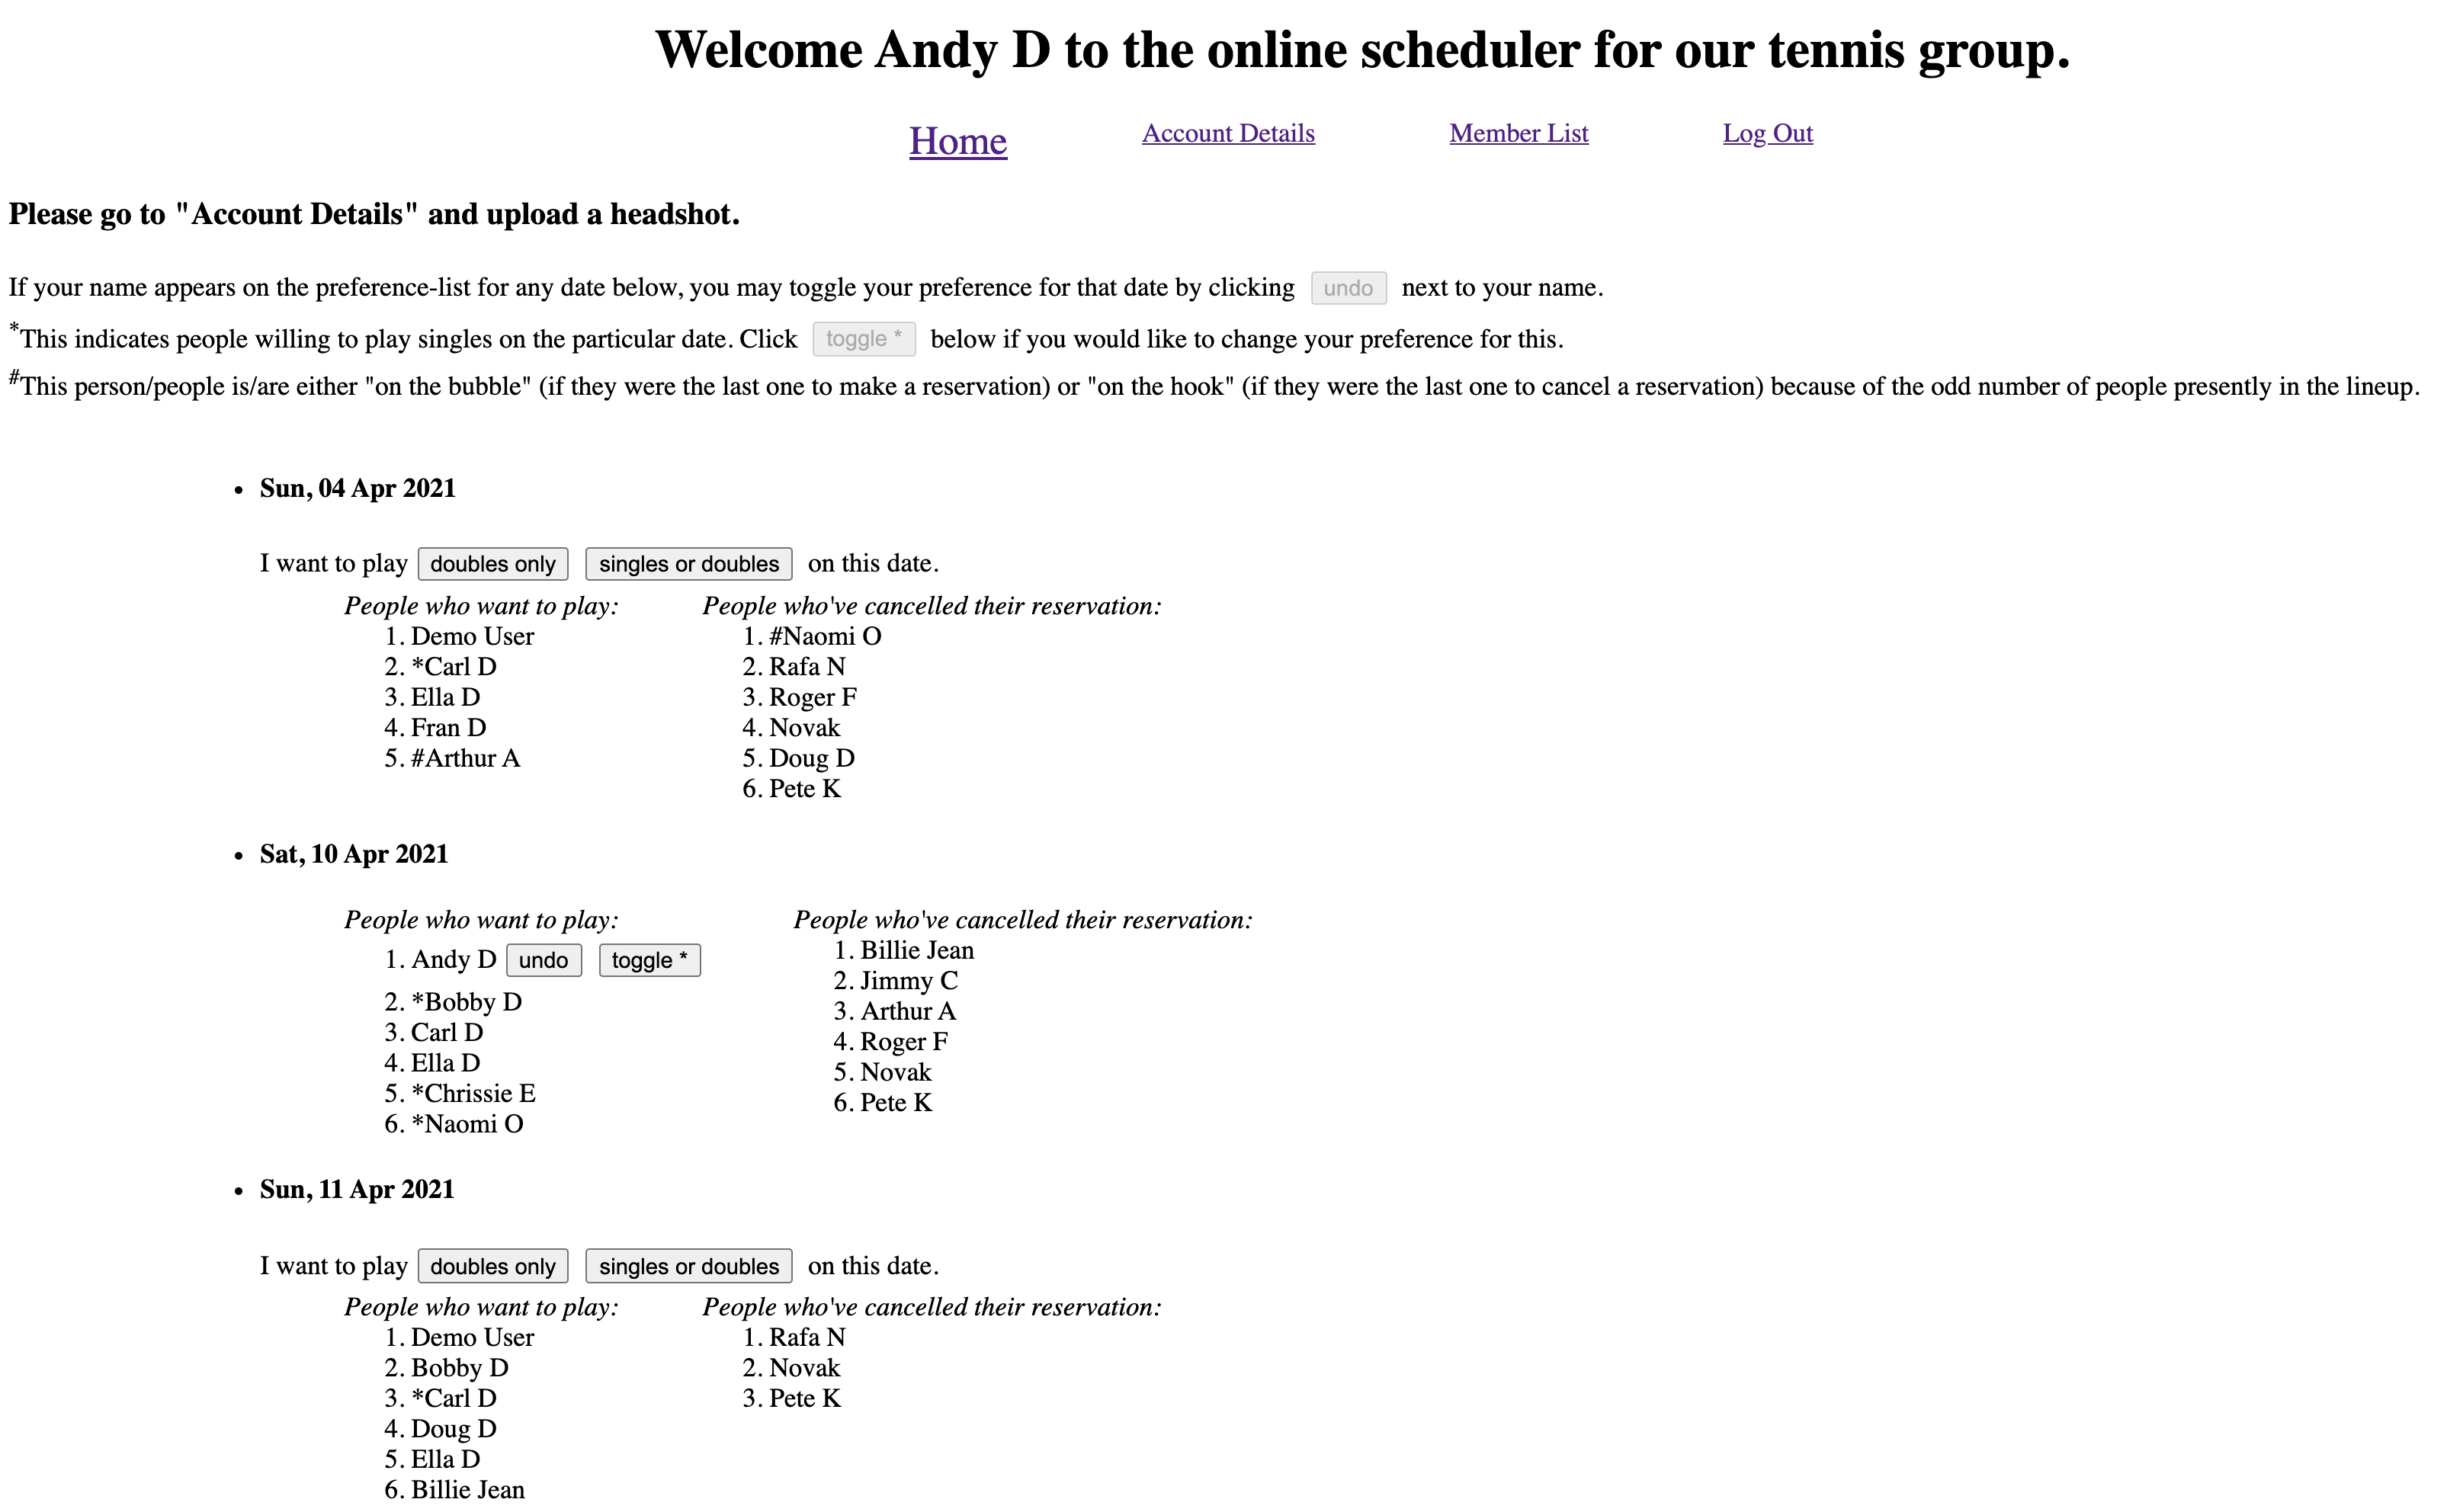 Welcome Andy D to the online scheduler for our tennis group.
Home Account Details Member List Log Out
Please go to "Account Details" and upload a headshot.
If your name appears on the preference-list for any date below, you may toggle your preference for that date by clicking undo next to your name.
*This indicates people willing to play singles on the particular date. Click toggle * below if you would like to change your preference for this.
#This person/people is/are either "on the bubble" (if they were the last one to make a reservation) or "on the hook" (if they were the last one to cancel a reservation) because of the odd number of people presently in the lineup.
• Sun, 04 Apr 2021
I want to play doubles only singles or doubles on this date.
People who want to play:
1. Demo User
2. *Carl D
3. Ella D
4. Fran D
5. #Arthur A
People who've cancelled their reservation:
1. #Naomi O
2. Rafa N
3. Roger F
4. Novak
5. Doug D
6. Pete K
• Sat, 10 Apr 2021
People who want to play:
1. Andy D undo toggle *
2. *Bobby D
3. Carl D
4. Ella D
5. *Chrissie E
6. *Naomi O
People who've cancelled their reservation:
1. Billie Jean
2. Jimmy C
3. Arthur A
4. Roger F
5. Novak
6. Pete K
• Sun, 11 Apr 2021
I want to play doubles only singles or doubles on this date.
People who want to play:
1. Demo User
2. Bobby D
3. *Carl D
4. Doug D
5. Ella D
6. Billie Jean
People who've cancelled their reservation:
1. Rafa N
2. Novak
3. Pete K